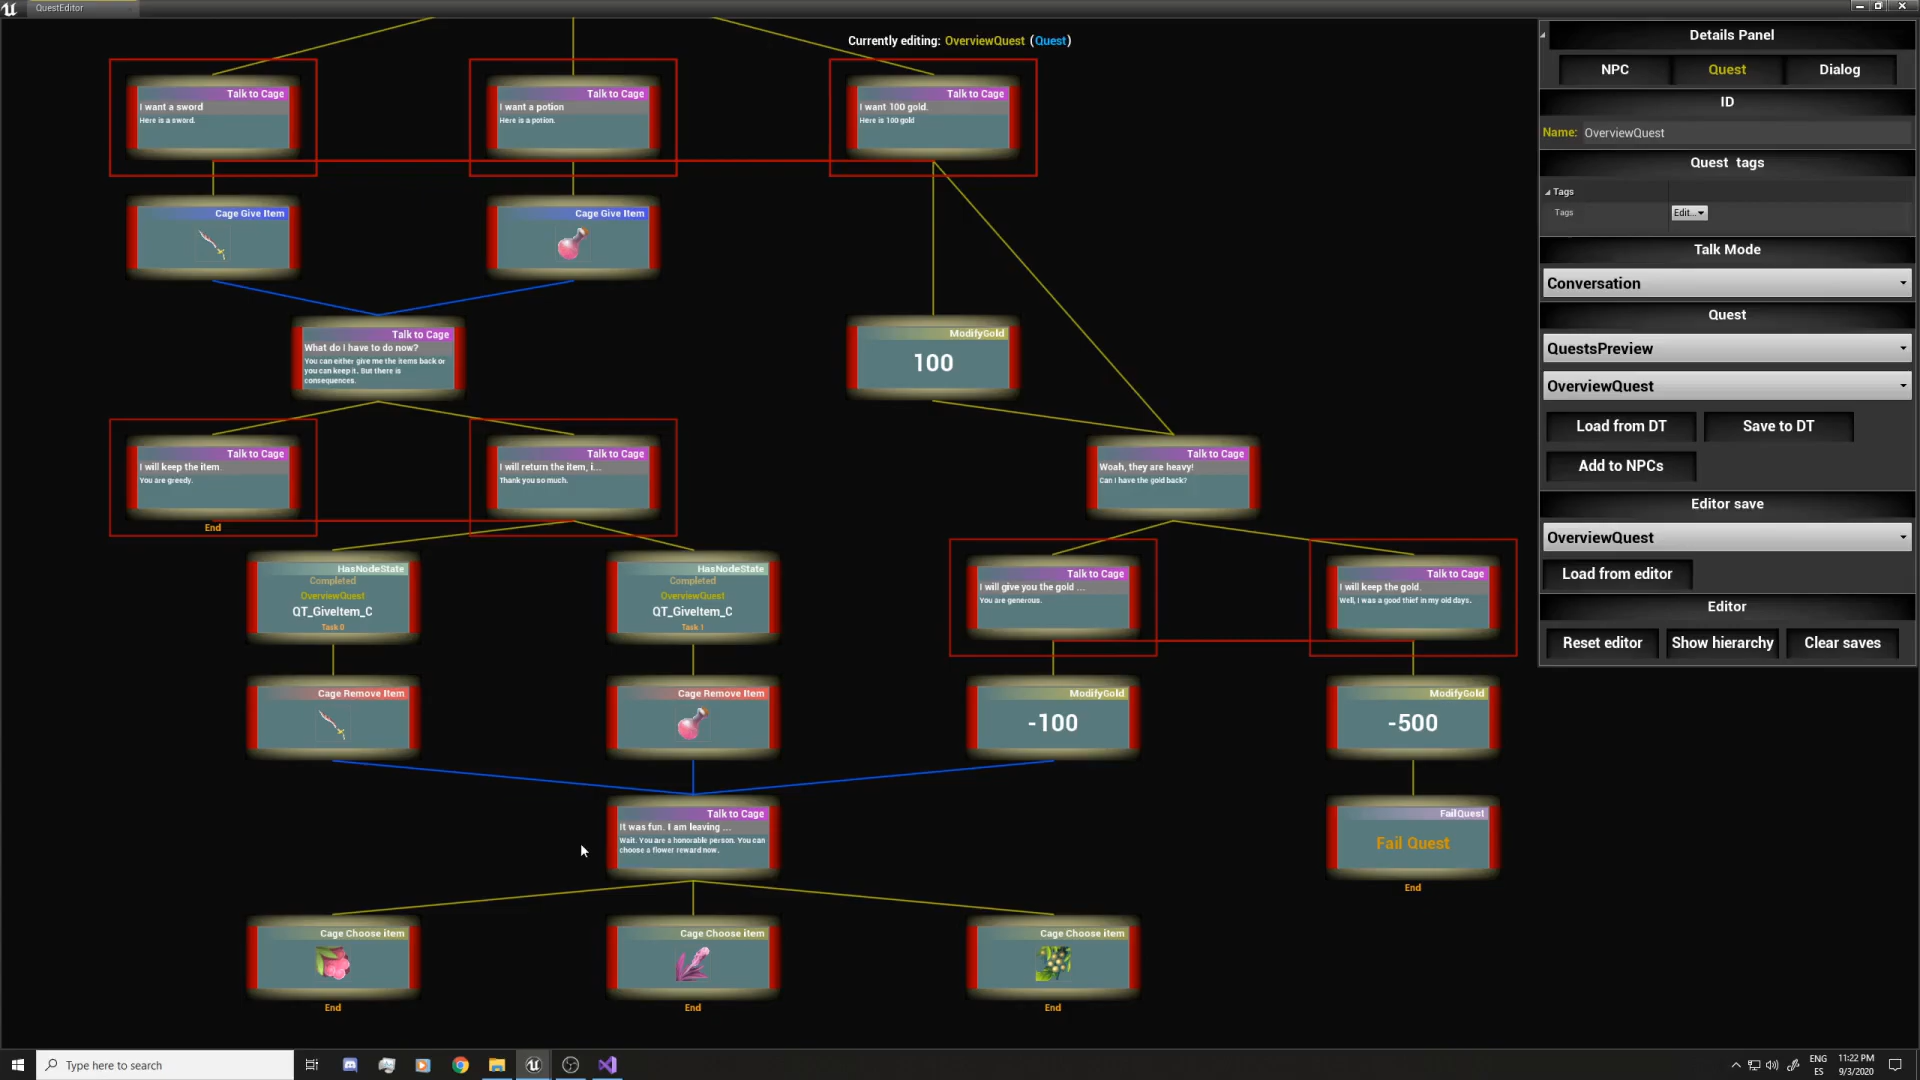 QuestEditor
Currently editing: OverviewQuest (Quest)
Talk to Cage
I want a sword
Here is a sword.
Talk to Cage
I want a potion
Here is a potion.
Talk to Cage
I want 100 gold.
Here is 100 gold
Cage Give Item
Cage Give Item
Talk to Cage
What do I have to do now?
You can either give me the items back or
you can keep it. But there is
consequences.
ModifyGold
100
Talk to Cage
I will keep the item.
You are greedy.
End
Talk to Cage
I will return the item, i...
Thank you so much.
Talk to Cage
Woah, they are heavy!
Can I have the gold back?
HasNodeState
Completed
OverviewQuest
QT_GiveItem_C
Task 0
HasNodeState
Completed
OverviewQuest
QT_GiveItem_C
Task 1
Talk to Cage
I will give you the gold ...
You are generous.
Talk to Cage
I will keep the gold.
Well, I was a good thief in my old days.
Cage Remove Item
Cage Remove Item
ModifyGold
-100
ModifyGold
-500
Talk to Cage
It was fun. I am leaving ...
Wait. You are a honorable person. You can
choose a flower reward now.
FailQuest
Fail Quest
End
Cage Choose item
End
Cage Choose item
End
Cage Choose item
End
Details Panel
NPC
Quest
Dialog
ID
Name: OverviewQuest
Quest tags
Tags
Tags
Edit...
Talk Mode
Conversation
Quest
QuestsPreview
OverviewQuest
Load from DT
Save to DT
Add to NPCs
Editor save
OverviewQuest
Load from editor
Editor
Reset editor
Show hierarchy
Clear saves
Type here to search
ENG
ES
11:22 PM
9/3/2020